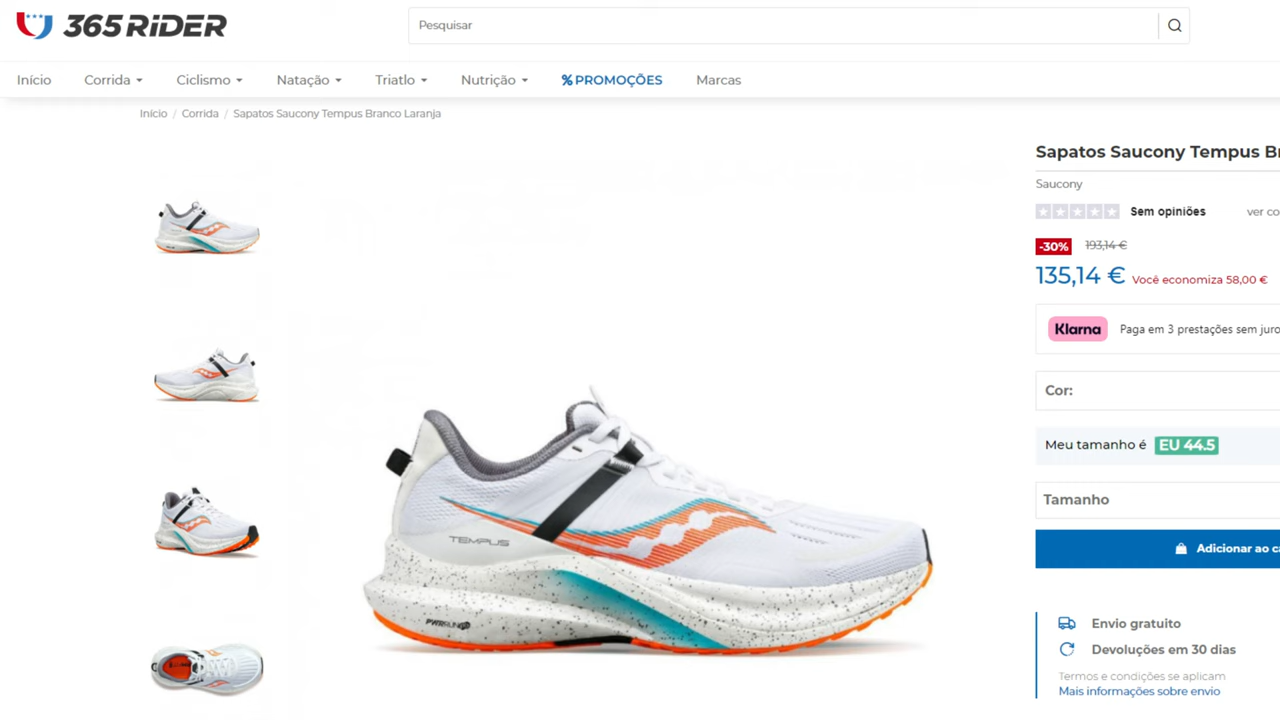 365RiDER
Pesquisar
Início Corrida Ciclismo Natação Triatlo Nutrição % PROMOÇÕES Marcas
Início / Corrida / Sapatos Saucony Tempus Branco Laranja
Sapatos Saucony Tempus Br
Saucony
Sem opiniões ver co
-30% 193,14 €
135,14 € Você economiza 58,00 €
Klarna Paga em 3 prestações sem juro
Cor:
Meu tamanho é EU 44.5
Tamanho
Adicionar ao ca
TEMPUS
PWRRUN
Envio gratuito
Devoluções em 30 dias
Termos e condições se aplicam
Mais informações sobre envio